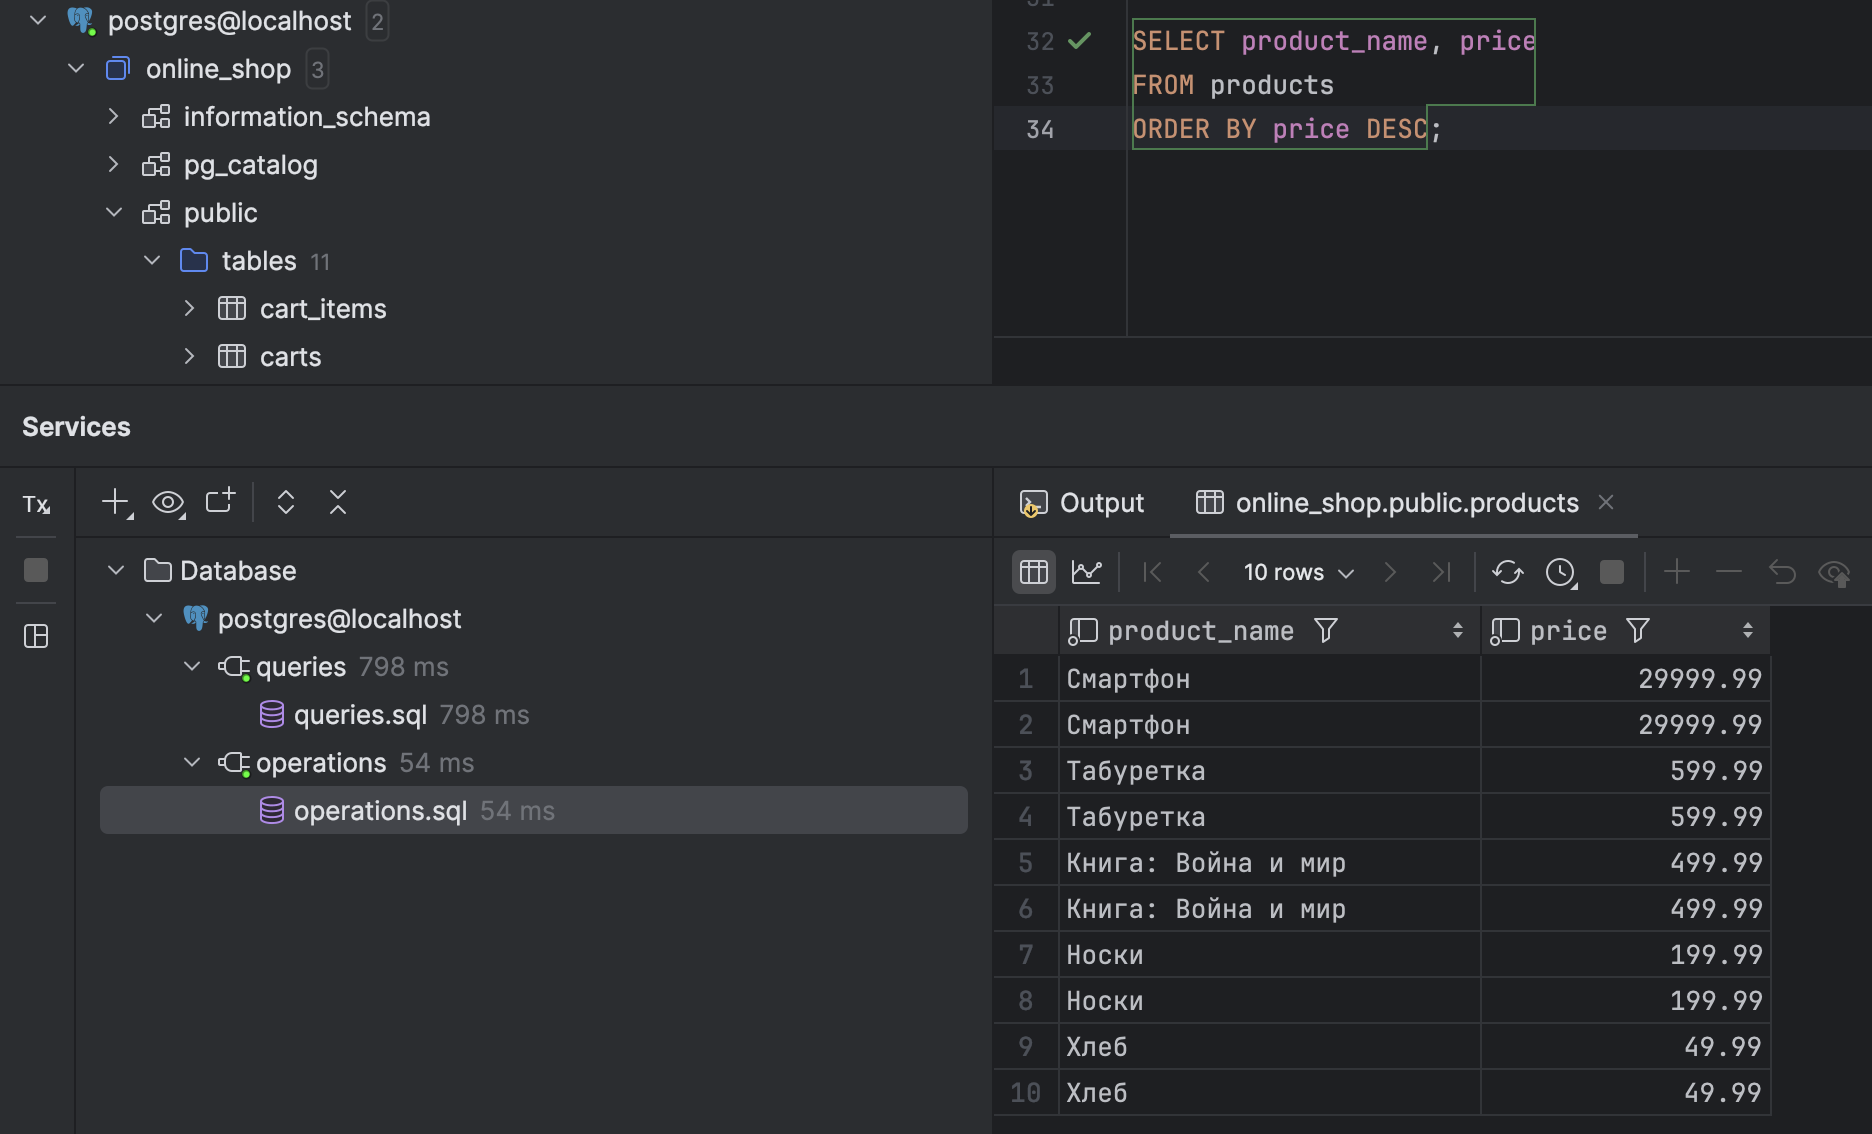 postgres@localhost 2
online_shop 3
information_schema
pg_catalog
public
tables 11
cart_items
carts
31
32 SELECT product_name, price
33 FROM products
34 ORDER BY price DESC;
Services
Tx
Database
postgres@localhost
queries 798 ms
queries.sql 798 ms
operations 54 ms
operations.sql 54 ms
Output online_shop.public.products
10 rows
product_name price
1 Смартфон 29999.99
2 Смартфон 29999.99
3 Табуретка 599.99
4 Табуретка 599.99
5 Книга: Война и мир 499.99
6 Книга: Война и мир 499.99
7 Носки 199.99
8 Носки 199.99
9 Хлеб 49.99
10 Хлеб 49.99